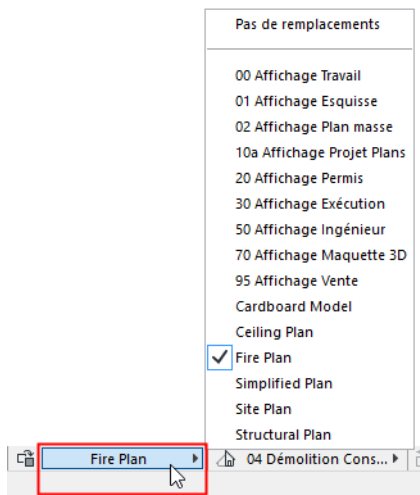 Pas de remplacements
00 Affichage Travail
01 Affichage Esquisse
02 Affichage Plan masse
10a Affichage Projet Plans
20 Affichage Permis
30 Affichage Exécution
50 Affichage Ingénieur
70 Affichage Maquette 3D
95 Affichage Vente
Cardboard Model
Ceiling Plan
Fire Plan
Simplified Plan
Site Plan
Structural Plan
Fire Plan 04 Démolition Cons...